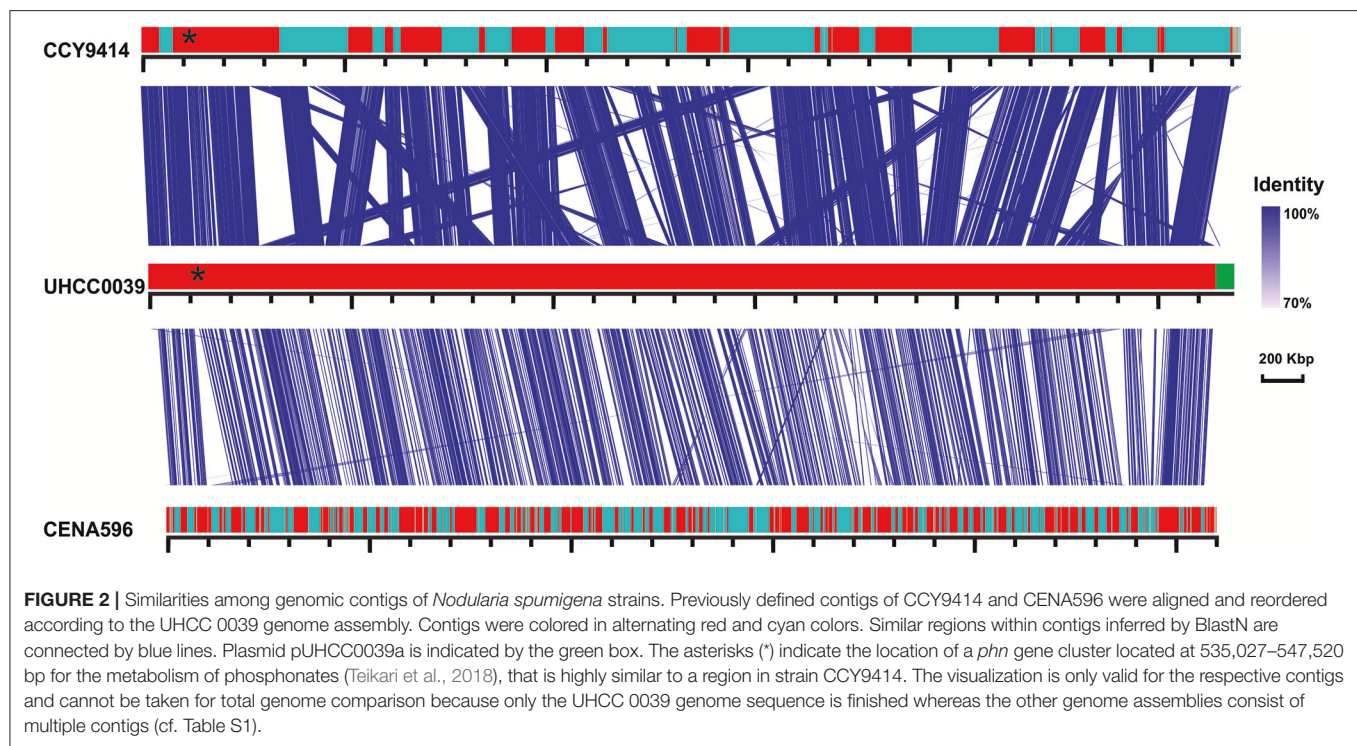 CCY9414
*
Identity
100%
UHCC0039
*
70%
200 Kbp
CENA596
FIGURE 2 | Similarities among genomic contigs of Nodularia spumigena strains. Previously defined contigs of CCY9414 and CENA596 were aligned and reordered
according to the UHCC 0039 genome assembly. Contigs were colored in alternating red and cyan colors. Similar regions within contigs inferred by BlastN are
connected by blue lines. Plasmid pUHCC0039a is indicated by the green box. The asterisks (*) indicate the location of a phn gene cluster located at 535,027–547,520
bp for the metabolism of phosphonates (Teikari et al., 2018), that is highly similar to a region in strain CCY9414. The visualization is only valid for the respective contigs
and cannot be taken for total genome comparison because only the UHCC 0039 genome sequence is finished whereas the other genome assemblies consist of
multiple contigs (cf. Table S1).